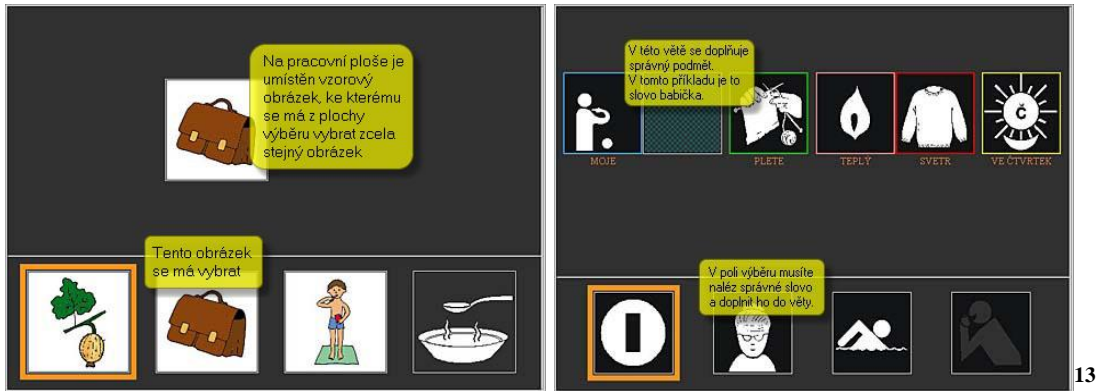 Na pracovní ploše je
umístěn vzorový
obrázek, ke kterému
se má z plochy
výběru vybrat zcela
stejný obrázek
Tento obrázek
se má vybrat
V této větě se doplňuje
správný podmět.
V tomto příkladu je to
slovo babička.
MOJE PLETE TEPLÝ SVETR VE ČTVRTEK
Č
V poli výběru musíte
naléz správné slovo
a doplnit ho do věty.
13